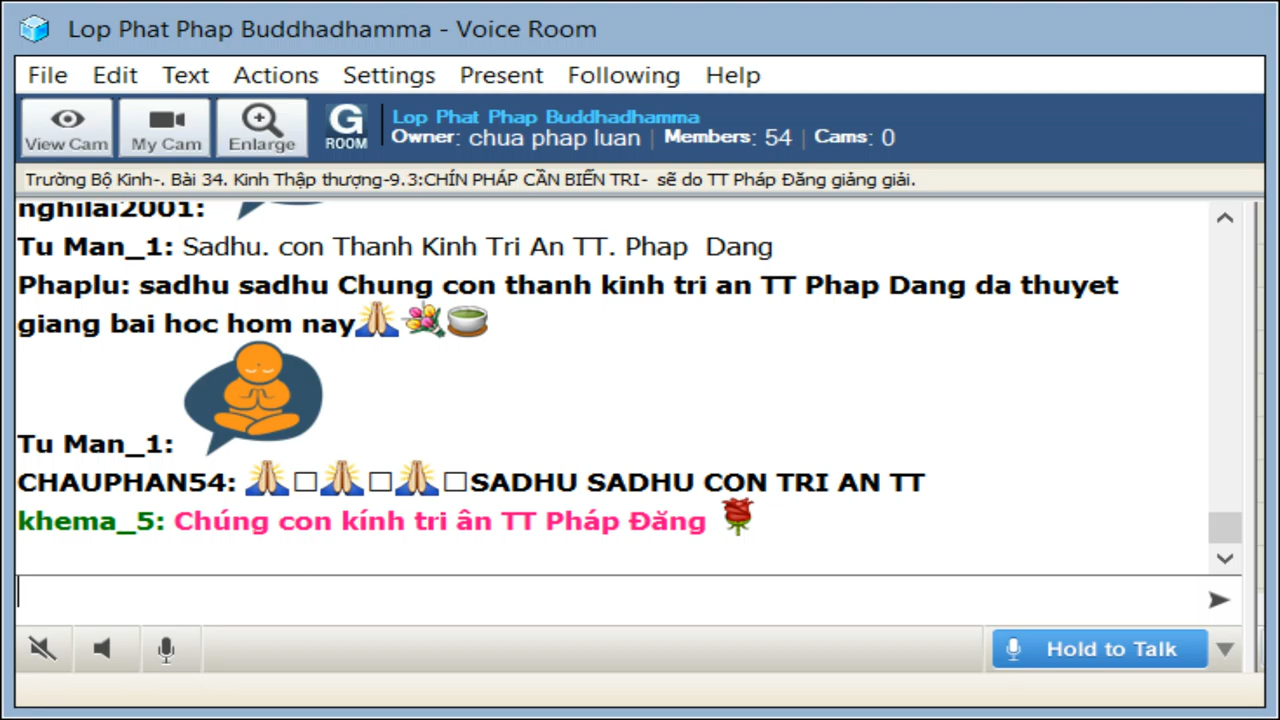 Lop Phat Phap Buddhadhamma - Voice Room
File Edit Text Actions Settings Present Following Help
View Cam My Cam Enlarge G ROOM
Lop Phat Phap Buddhadhamma
Owner: chua phap luan | Members: 54 | Cams: 0
Trường Bộ Kinh-. Bài 34. Kinh Thập thượng-9.3:CHÍN PHÁP CẦN BIẾN TRI- sẽ do TT Pháp Đăng giảng giải.
nghilai2001:
Tu Man_1: Sadhu. con Thanh Kinh Tri An TT. Phap Dang
Phaplu: sadhu sadhu Chung con thanh kinh tri an TT Phap Dang da thuyet
giang bai hoc hom nay🙏💐🍵
Tu Man_1:
CHAUPHAN54: 🙏□🙏□🙏□SADHU SADHU CON TRI AN TT
khema_5: Chúng con kính tri ân TT Pháp Đăng 🌹
Hold to Talk